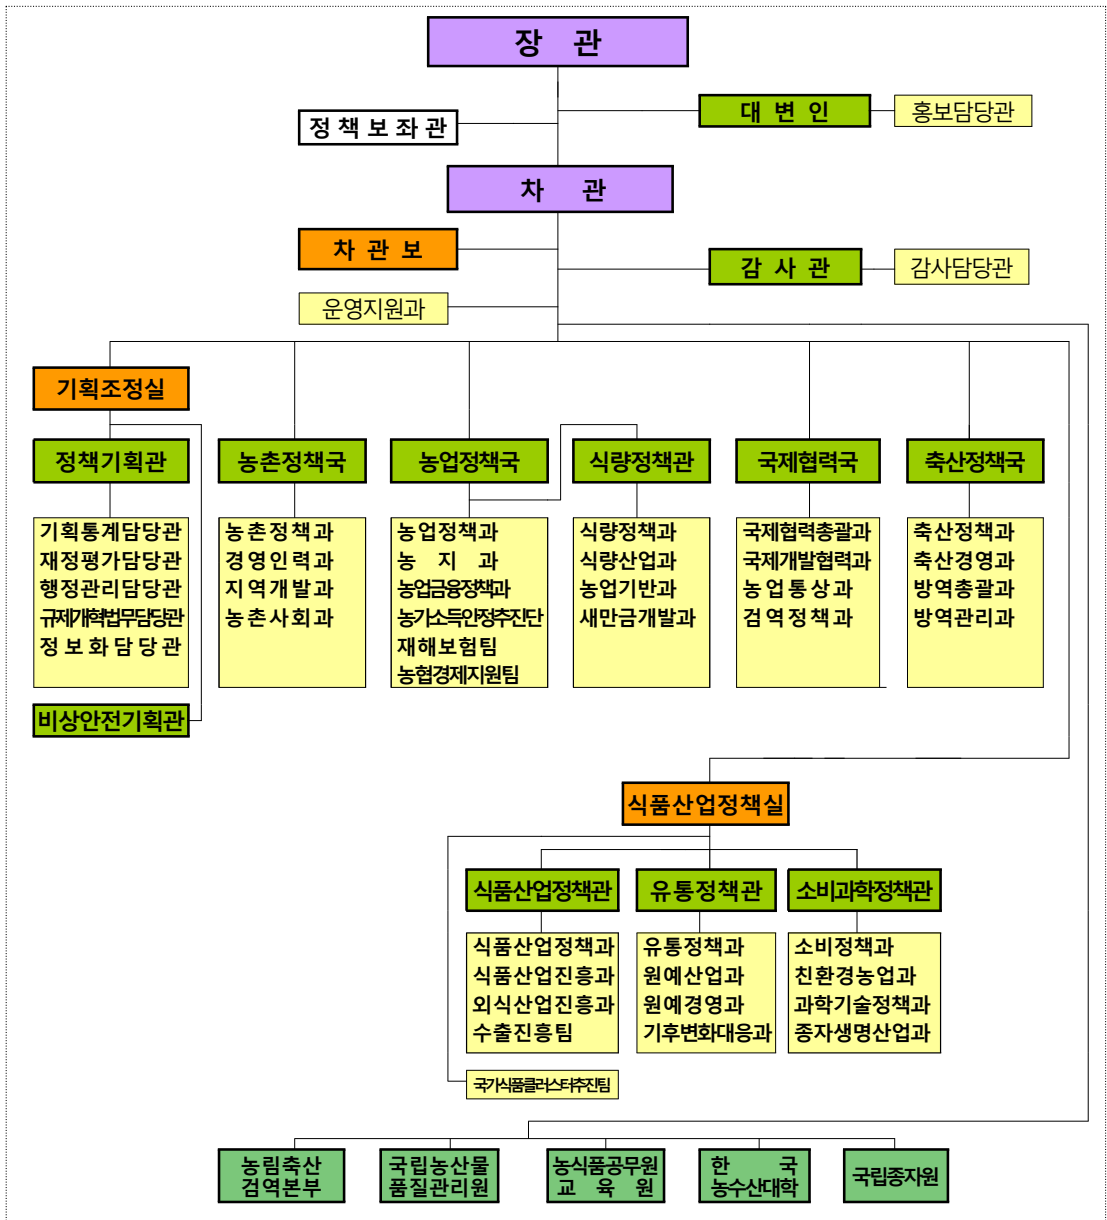 장 관
대 변 인
홍보담당관
정 책 보 좌 관
차 관
차 관 보
감 사 관
감사담당관
운영지원과
기획조정실
정책기획관
농촌정책국
농업정책국
식량정책관
국제협력국
축산정책국
기획통계담당관
재정평가담당관
행정관리담당관
규제개혁법무담당관
정 보 화 담 당 관
농 촌 정 책 과
경 영 인 력 과
지 역 개 발 과
농 촌 사 회 과
농 업 정 책 과
농 지 과
농업금융정책과
농가소득안정추진단
재해보험팀
농협경제지원팀
식량정책과
식량산업과
농업기반과
새만금개발과
국제협력총괄과
국제개발협력과
농 업 통 상 과
검 역 정 책 과
축산정책과
축산경영과
방역총괄과
방역관리과
비상안전기획관
식품산업정책실
식품산업정책관
유통정책관
소비과학정책관
식품산업정책과
식품산업진흥과
외식산업진흥과
수출진흥팀
유통정책과
원예산업과
원예경영과
기후변화대응과
소비정책과
친환경농업과
과학기술정책과
종자생명산업과
국가식품클러스터추진팀
농림축산
검역본부
국립농산물
품질관리원
농식품공무원
교 육 원
한 국
농수산대학
국립종자원